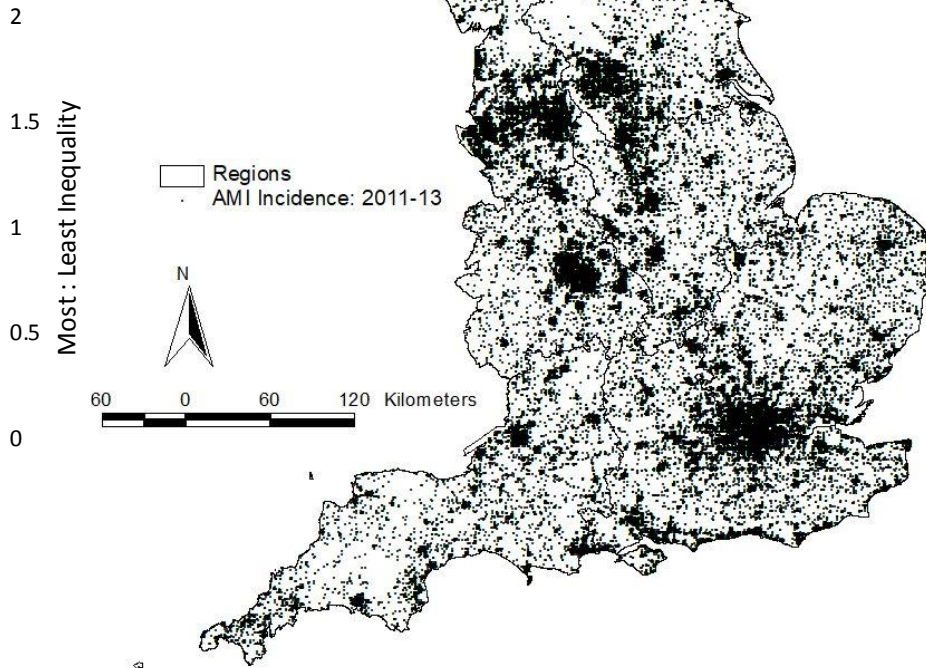 2
1.5
1
0.5
0
Most : Least Inequality
Regions
AMI Incidence: 2011-13
N
60 0 60 120 Kilometers